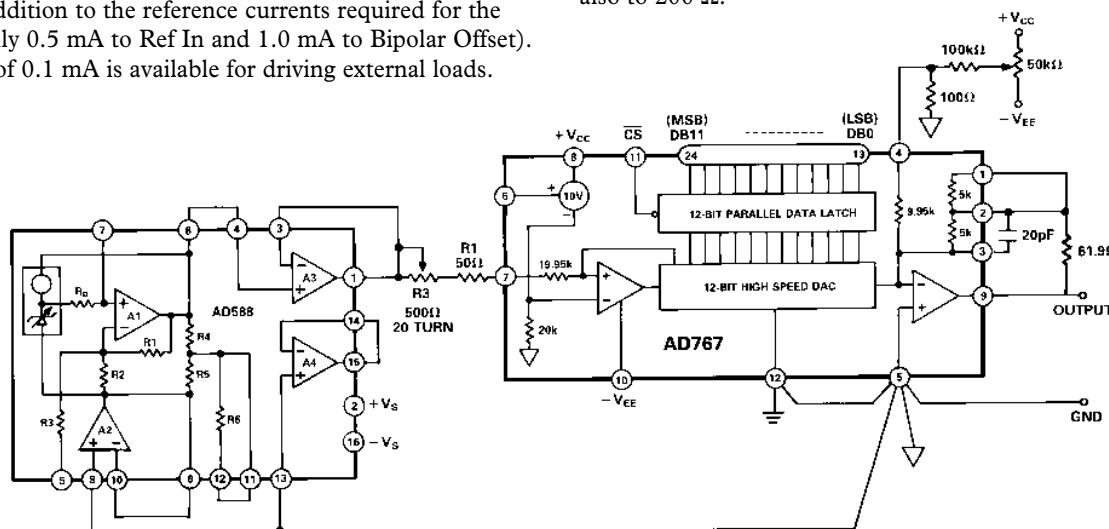 ddition to the reference currents required for the
ly 0.5 mA to Ref In and 1.0 mA to Bipolar Offset).
of 0.1 mA is available for driving external loads.
also to 200 Ω.
+VCC
100kΩ
50kΩ
100Ω
-VEE
+VCC
CS
(MSB)
DB11
(LSB)
DB0
8
11
24
13
4
1
6
+
10V
-
5k
2
12-BIT PARALLEL DATA LATCH
9.95k
5k
20pF
3
61.9
7
6
4
3
R1
50Ω
7
19.95k
+
-
12-BIT HIGH SPEED DAC
-
+
9
OUTPUT
-
+
A3
1
R3
500Ω
20 TURN
RB
+
-
A1
AD588
R4
14
20k
AD767
R1
-
+
A4
15
R2
R5
10
-VEE
12
5
GND
2
+VS
R3
A2
+
-
R6
16
-VS
5
9
10
8
12
11
13